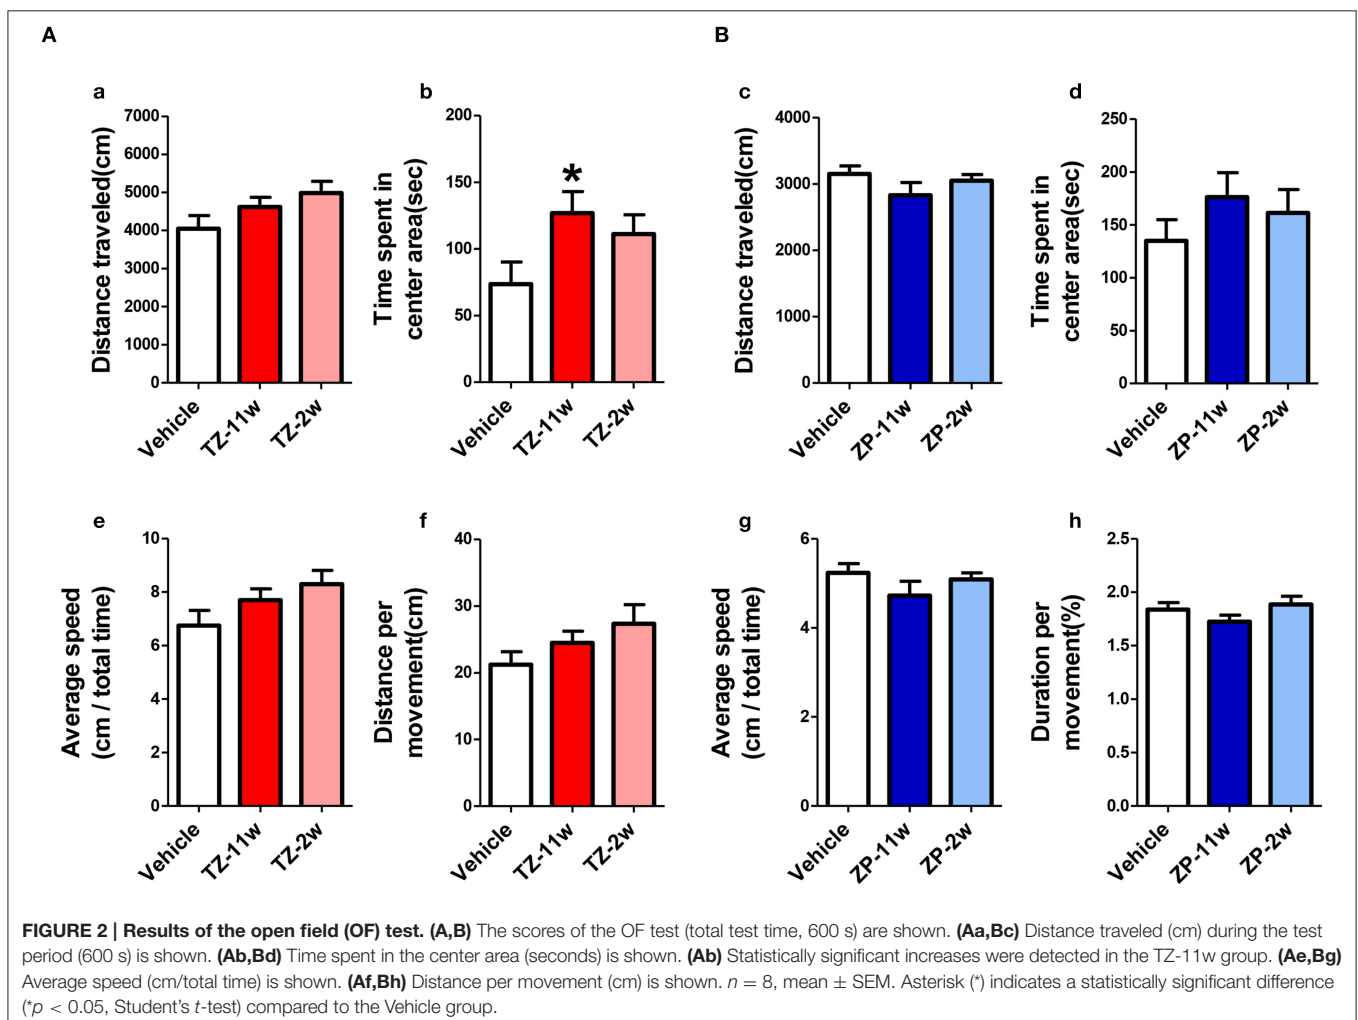 A
B
a
Distance traveled(cm)
7000
6000
5000
4000
3000
2000
1000
0
Vehicle
TZ-11w
TZ-2w
b
Time spent in
center area(sec)
200
150
100
50
0
*
Vehicle
TZ-11w
TZ-2w
c
Distance traveled(cm)
4000
3000
2000
1000
0
Vehicle
ZP-11w
ZP-2w
d
Time spent in
center area(sec)
250
200
150
100
50
0
Vehicle
ZP-11w
ZP-2w
e
Average speed
(cm / total time)
10
8
6
4
2
0
Vehicle
TZ-11w
TZ-2w
f
Distance per
movement(cm)
40
30
20
10
0
Vehicle
TZ-11w
TZ-2w
g
Average speed
(cm / total time)
6
4
2
0
Vehicle
ZP-11w
ZP-2w
h
Duration per
movement(%)
2.5
2.0
1.5
1.0
0.5
0.0
Vehicle
ZP-11w
ZP-2w
FIGURE 2 | Results of the open field (OF) test. (A,B) The scores of the OF test (total test time, 600 s) are shown. (Aa,Bc) Distance traveled (cm) during the test
period (600 s) is shown. (Ab,Bd) Time spent in the center area (seconds) is shown. (Ab) Statistically significant increases were detected in the TZ-11w group. (Ae,Bg)
Average speed (cm/total time) is shown. (Af,Bh) Distance per movement (cm) is shown. n = 8, mean ± SEM. Asterisk (*) indicates a statistically significant difference
(*p < 0.05, Student's t-test) compared to the Vehicle group.